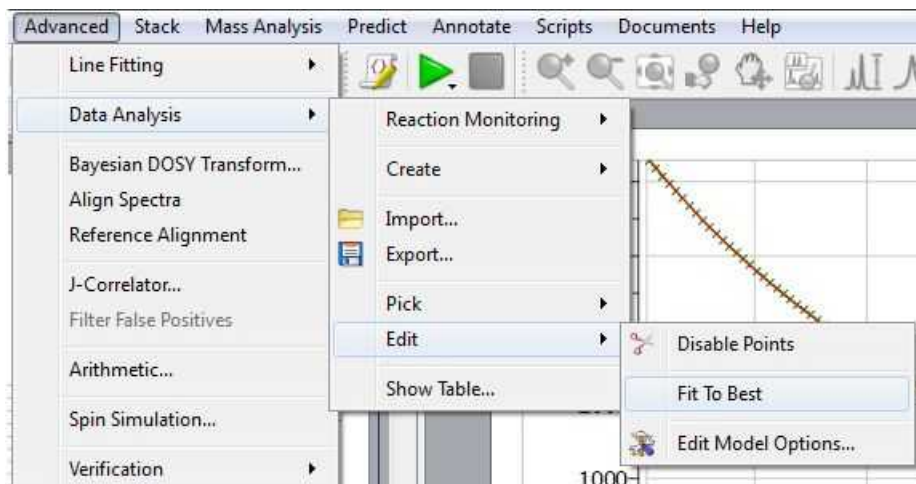 Advanced Stack Mass Analysis Predict Annotate Scripts Documents Help
Line Fitting
Data Analysis
Bayesian DOSY Transform...
Align Spectra
Reference Alignment
J-Correlator...
Filter False Positives
Arithmetic...
Spin Simulation...
Verification
Reaction Monitoring
Create
Import...
Export...
Pick
Edit
Show Table...
Disable Points
Fit To Best
Edit Model Options...
1000